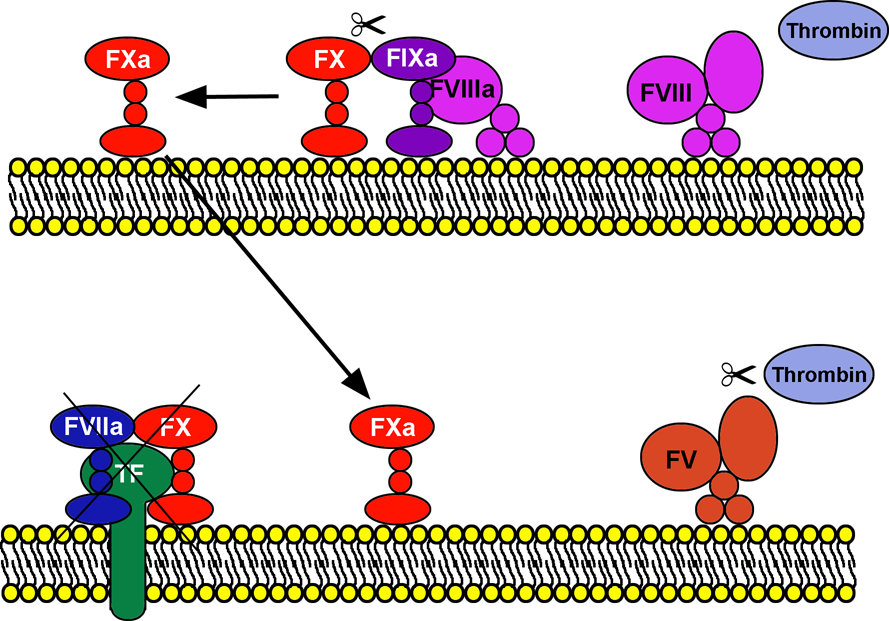 Thrombin
FXa
FX
FIXa
FVIIIa
FVIII
Thrombin
FVIIa
FX
TF
FXa
FV